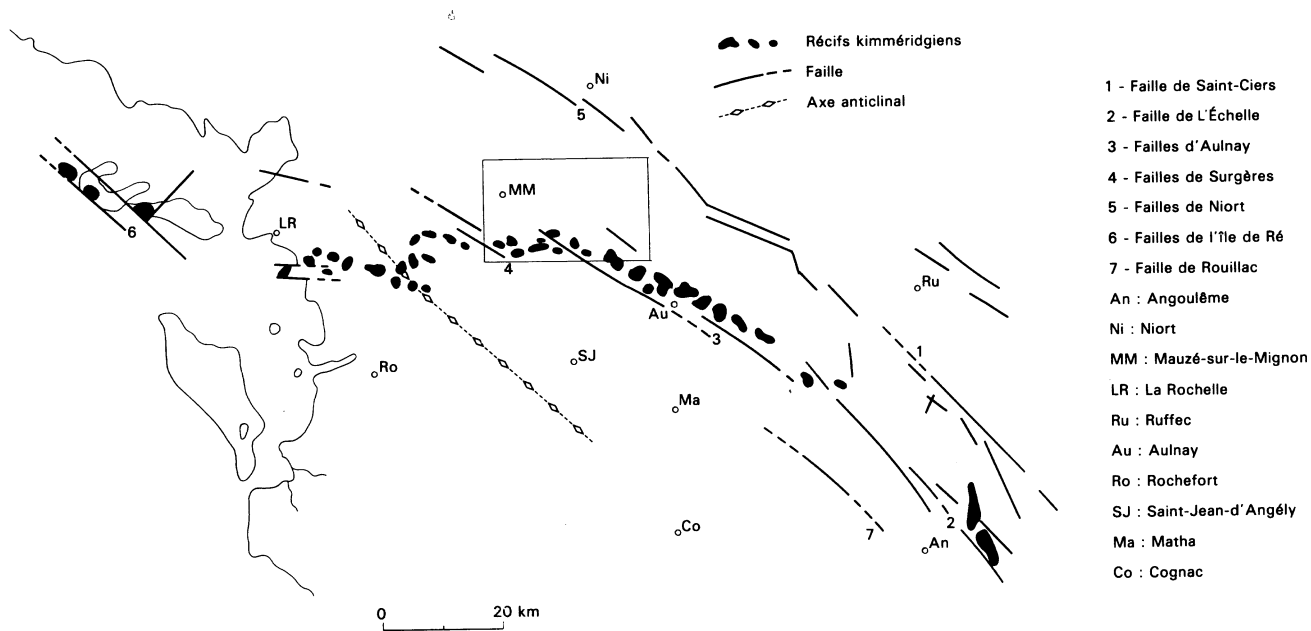 Récifs kimméridgiens
Faille
Axe anticlinal
1 - Faille de Saint-Ciers
2 - Faille de L'Échelle
3 - Failles d'Aulnay
4 - Failles de Surgères
5 - Failles de Niort
6 - Failles de l'île de Ré
7 - Faille de Rouillac
An : Angoulême
Ni : Niort
MM : Mauzé-sur-le-Mignon
LR : La Rochelle
Ru : Ruffec
Au : Aulnay
Ro : Rochefort
SJ : Saint-Jean-d'Angély
Ma : Matha
Co : Cognac
Ni
5
MM
6
LR
4
Ru
Au
3
1
SJ
Ro
Ma
2
7
Co
An
0 20 km